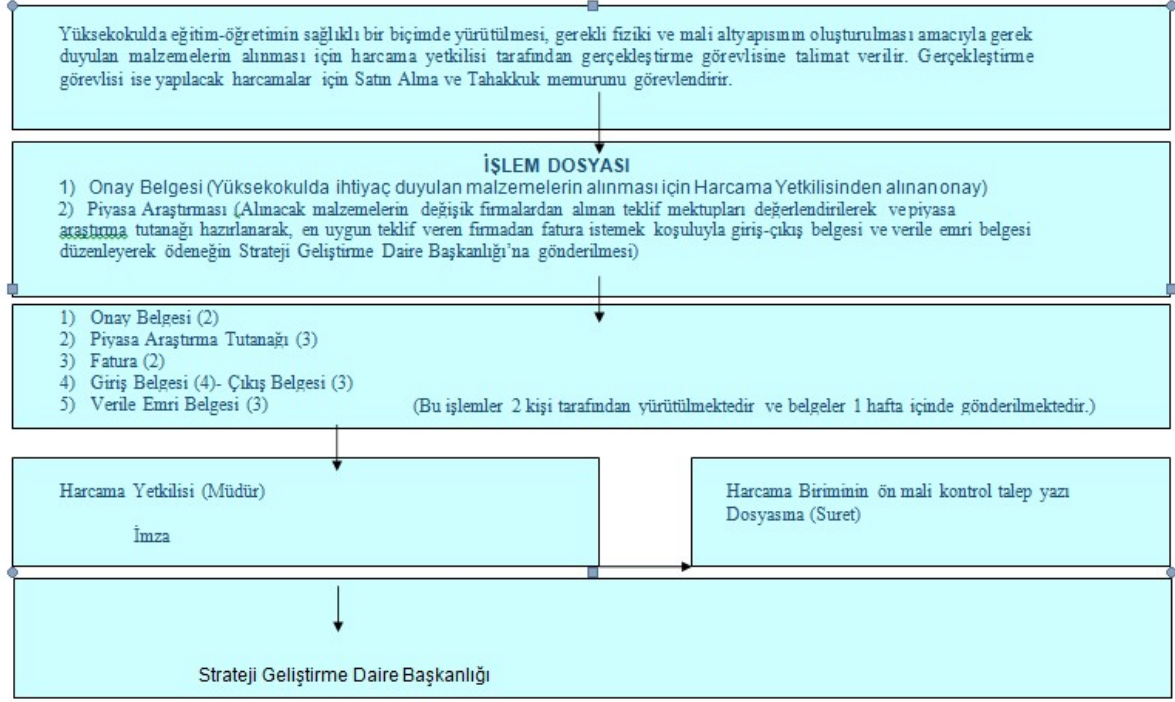 Yüksekokulda eğitim-öğretimin sağlıklı bir biçimde yürütülmesi, gerekli fiziki ve mali altyapısının oluşturulması amacıyla gerek
duyulan malzemelerin alınması için harcama yetkilisi tarafından gerçekleştirme görevlisine talimat verilir. Gerçekleştirme
görevlisi ise yapılacak harcamalar için Satın Alma ve Tahakkuk memurunu görevlendirir.
İŞLEM DOSYASI
1) Onay Belgesi (Yüksekokulda ihtiyaç duyulan malzemelerin alınması için Harcama Yetkilisinden alınan onay)
2) Piyasa Araştırması (Alınacak malzemelerin değişik firmalardan alınan teklif mektupları değerlendirilerek ve piyasa
araştırma tutanağı hazırlanarak, en uygun teklif veren firmadan fatura istemek koşuluyla giriş-çıkış belgesi ve verile emri belgesi
düzenleyerek ödeneğin Strateji Geliştirme Daire Başkanlığı'na gönderilmesi)
1) Onay Belgesi (2)
2) Piyasa Araştırma Tutanağı (3)
3) Fatura (2)
4) Giriş Belgesi (4)- Çıkış Belgesi (3)
5) Verile Emri Belgesi (3) (Bu işlemler 2 kişi tarafından yürütülmektedir ve belgeler 1 hafta içinde gönderilmektedir.)
Harcama Yetkilisi (Müdür)
İmza
Harcama Biriminin ön mali kontrol talep yazı
Dosyasına (Suret)
Strateji Geliştirme Daire Başkanlığı